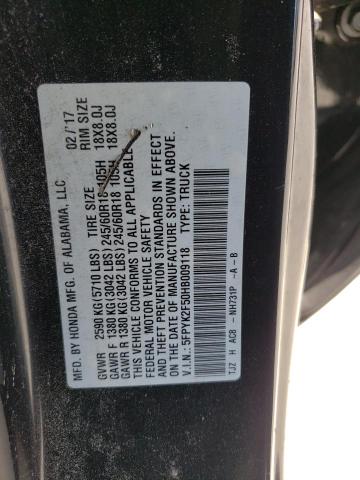 MFD. BY HONDA MFG. OF ALABAMA, LLC 02/'17
TIRE SIZE RIM SIZE
GVWR 2590 KG(5710 LBS)
GAWR F 1380 KG(3042 LBS) 245/60R18 105H 18X8.0J
GAWR R 1380 KG(3042 LBS) 245/60R18 105H 18X8.0J
THIS VEHICLE CONFORMS TO ALL APPLICABLE
FEDERAL MOTOR VEHICLE SAFETY
AND THEFT PREVENTION STANDARDS IN EFFECT
ON THE DATE OF MANUFACTURE SHOWN ABOVE.
V.I.N.: 5FPYK2F50HB009118 TYPE: TRUCK
TJZ H AC8 - NH731P -A - B